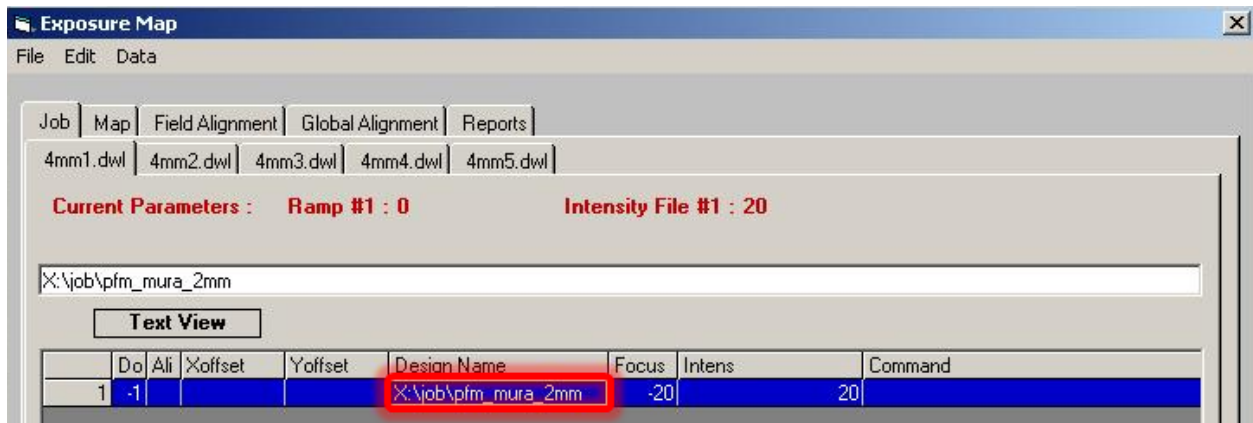 Exposure Map
File Edit Data
Job Map Field Alignment Global Alignment Reports
4mm1.dwl 4mm2.dwl 4mm3.dwl 4mm4.dwl 4mm5.dwl
Current Parameters : Ramp #1 : 0 Intensity File #1 : 20
X:\job\pfm_mura_2mm
Text View
Do Ali Xoffset Yoffset Design Name Focus Intens Command
1 -1 X:\job\pfm_mura_2mm -20 20